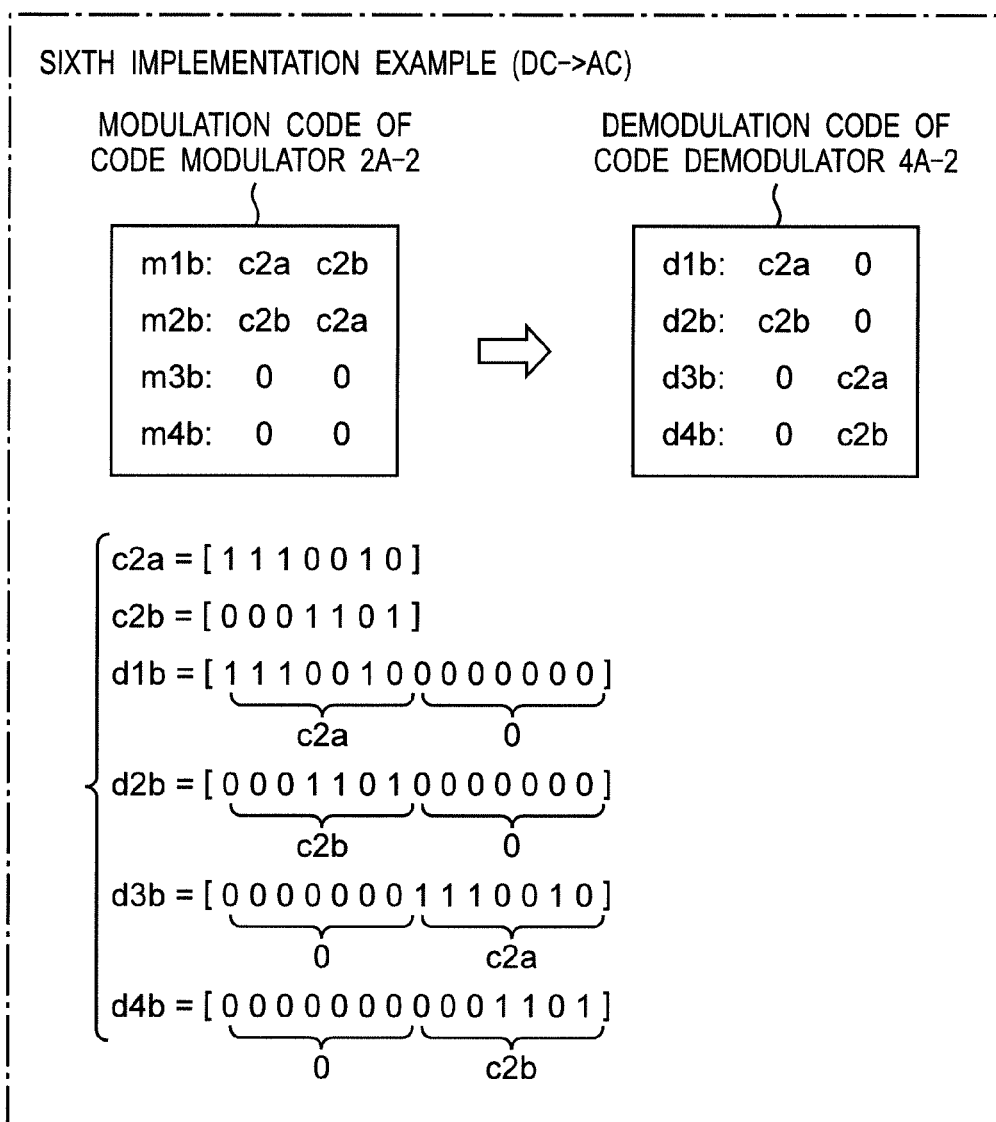 SIXTH IMPLEMENTATION EXAMPLE (DC->AC)
MODULATION CODE OF
CODE MODULATOR 2A-2
m1b: c2a c2b
m2b: c2b c2a
m3b: 0 0
m4b: 0 0
DEMODULATION CODE OF
CODE DEMODULATOR 4A-2
d1b: c2a 0
d2b: c2b 0
d3b: 0 c2a
d4b: 0 c2b
c2a = [ 1 1 1 0 0 1 0 ]
c2b = [ 0 0 0 1 1 0 1 ]
d1b = [ 1 1 1 0 0 1 0 0 0 0 0 0 0 0 ]
c2a 0
d2b = [ 0 0 0 1 1 0 1 0 0 0 0 0 0 0 ]
c2b 0
d3b = [ 0 0 0 0 0 0 0 1 1 1 0 0 1 0 ]
0 c2a
d4b = [ 0 0 0 0 0 0 0 0 0 0 1 1 0 1 ]
0 c2b